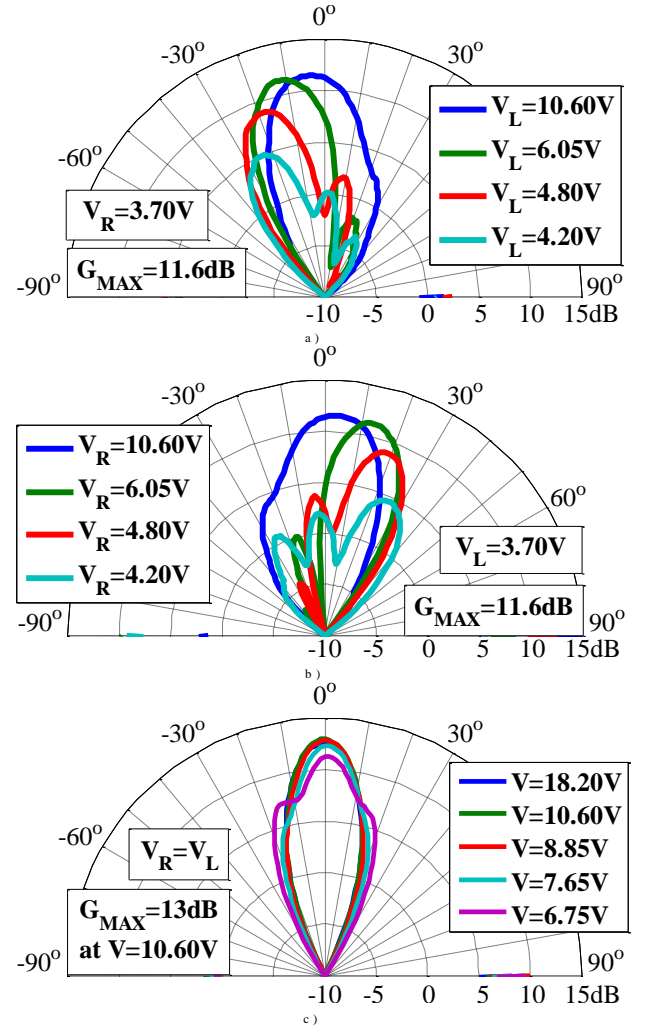 0°
-30°
30°
-60°
V_L=10.60V
V_L=6.05V
V_L=4.80V
V_L=4.20V
V_R=3.70V
G_MAX=11.6dB
-90°
90°
-10 -5 0 5 10 15dB
a )
0°
-30°
30°
V_R=10.60V
V_R=6.05V
V_R=4.80V
V_R=4.20V
60°
V_L=3.70V
G_MAX=11.6dB
-90°
90°
-10 -5 0 5 10 15dB
b )
0°
-30°
30°
-60°
V=18.20V
V=10.60V
V=8.85V
V=7.65V
V=6.75V
V_R=V_L
G_MAX=13dB
at V=10.60V
-90°
90°
-10 -5 0 5 10 15dB
c )